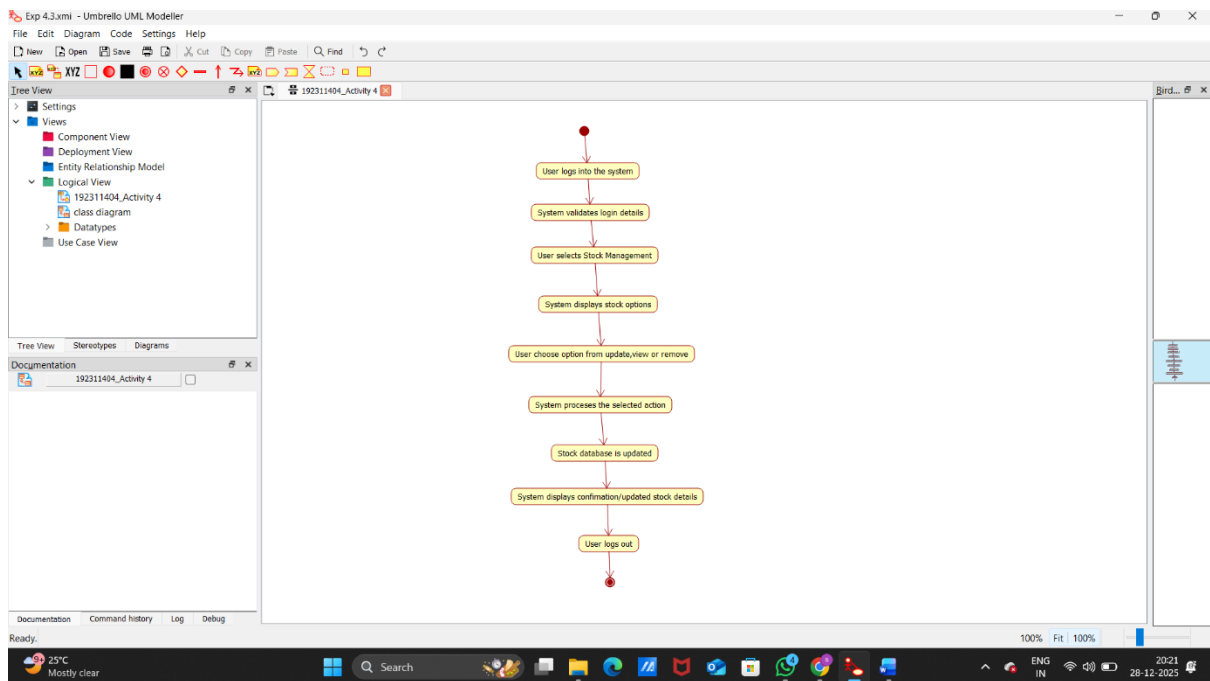 Exp 4.3.xmi - Umbrello UML Modeller
File Edit Diagram Code Settings Help
New Open Save Cut Copy Paste Find
XYZ XYZ XYZ
Tree View
192311404_Activity 4
Bird...
Settings
Views
Component View
Deployment View
Entity Relationship Model
Logical View
192311404_Activity 4
class diagram
Datatypes
Use Case View
Tree View Stereotypes Diagrams
Documentation
192311404_Activity 4
User logs into the system
System validates login details
User selects Stock Management
System displays stock options
User choose option from update,view or remove
System proceses the selected action
Stock database is updated
System displays confimation/updated stock details
User logs out
Documentation Command history Log Debug
Ready.
100% Fit 100%
25°C
Mostly clear
Search
ENG
IN
20:21
28-12-2025